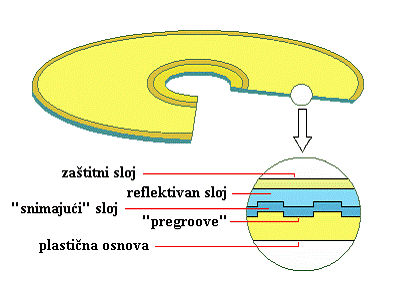 zaštitni sloj
reflektivan sloj
"snimajući" sloj
"pregroove"
plastična osnova